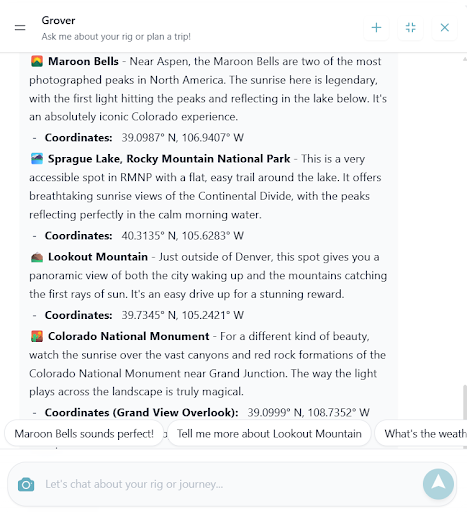 Grover
Ask me about your rig or plan a trip!
Maroon Bells - Near Aspen, the Maroon Bells are two of the most
photographed peaks in North America. The sunrise here is legendary,
with the first light hitting the peaks and reflecting in the lake below. It's
an absolutely iconic Colorado experience.
- Coordinates: 39.0987° N, 106.9407° W
Sprague Lake, Rocky Mountain National Park - This is a very
accessible spot in RMNP with a flat, easy trail around the lake. It offers
breathtaking sunrise views of the Continental Divide, with the peaks
reflecting perfectly in the calm morning water.
- Coordinates: 40.3135° N, 105.6283° W
Lookout Mountain - Just outside of Denver, this spot gives you a
panoramic view of both the city waking up and the mountains catching
the first rays of sun. It's an easy drive up for a stunning reward.
- Coordinates: 39.7345° N, 105.2421° W
Colorado National Monument - For a different kind of beauty,
watch the sunrise over the vast canyons and red rock formations of the
Colorado National Monument near Grand Junction. The way the light
plays across the landscape is truly magical.
- Coordinates (Grand View Overlook): 39.0999° N, 108.7352° W
Maroon Bells sounds perfect! Tell me more about Lookout Mountain What's the weath
Let's chat about your rig or journey...